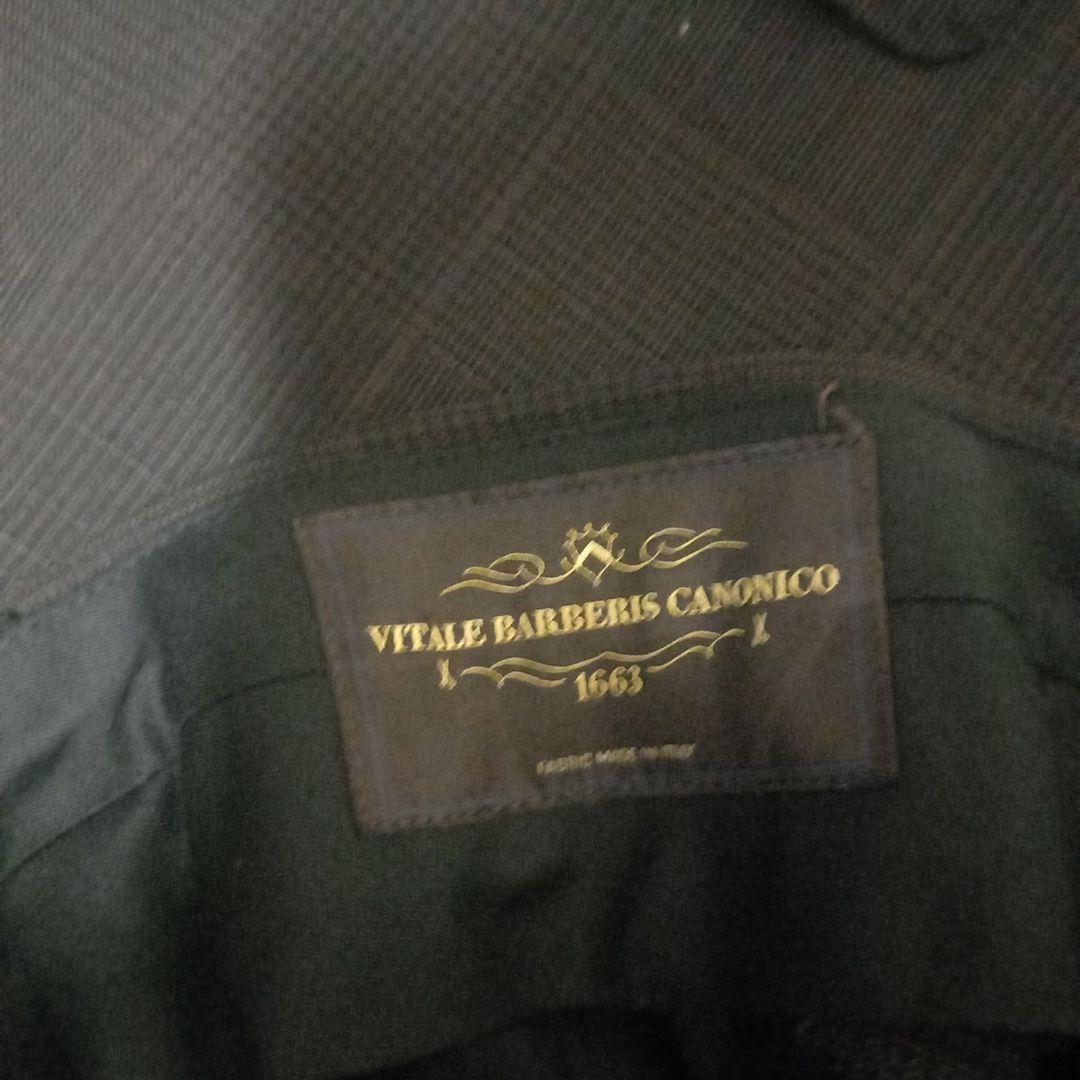 VITALE BARBERIS CANONICO
1663
FABRIC MADE IN ITALY